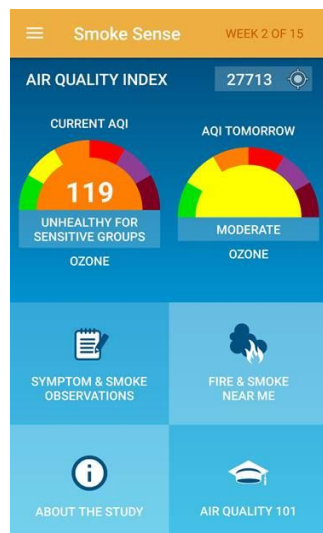 Smoke Sense
WEEK 2 OF 15
AIR QUALITY INDEX
27713
CURRENT AQI
119
UNHEALTHY FOR
SENSITIVE GROUPS
OZONE
AQI TOMORROW
MODERATE
OZONE
SYMPTOM & SMOKE
OBSERVATIONS
FIRE & SMOKE
NEAR ME
ABOUT THE STUDY
AIR QUALITY 101